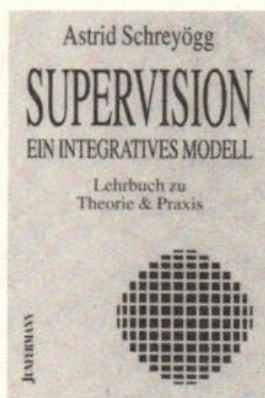 Astrid Schreyögg
SUPERVISION
EIN INTEGRATIVES MODELL
Lehrbuch zu
Theorie & Praxis
JUNFERMANN